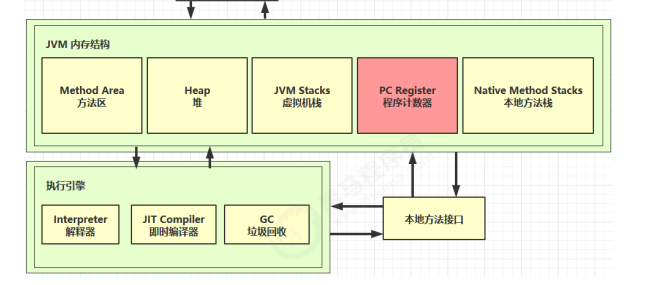 JVM 内存结构
Method Area
方法区
Heap
堆
JVM Stacks
虚拟机栈
PC Register
程序计数器
Native Method Stacks
本地方法栈
执行引擎
Interpreter
解释器
JIT Compiler
即时编译器
GC
垃圾回收
本地方法接口